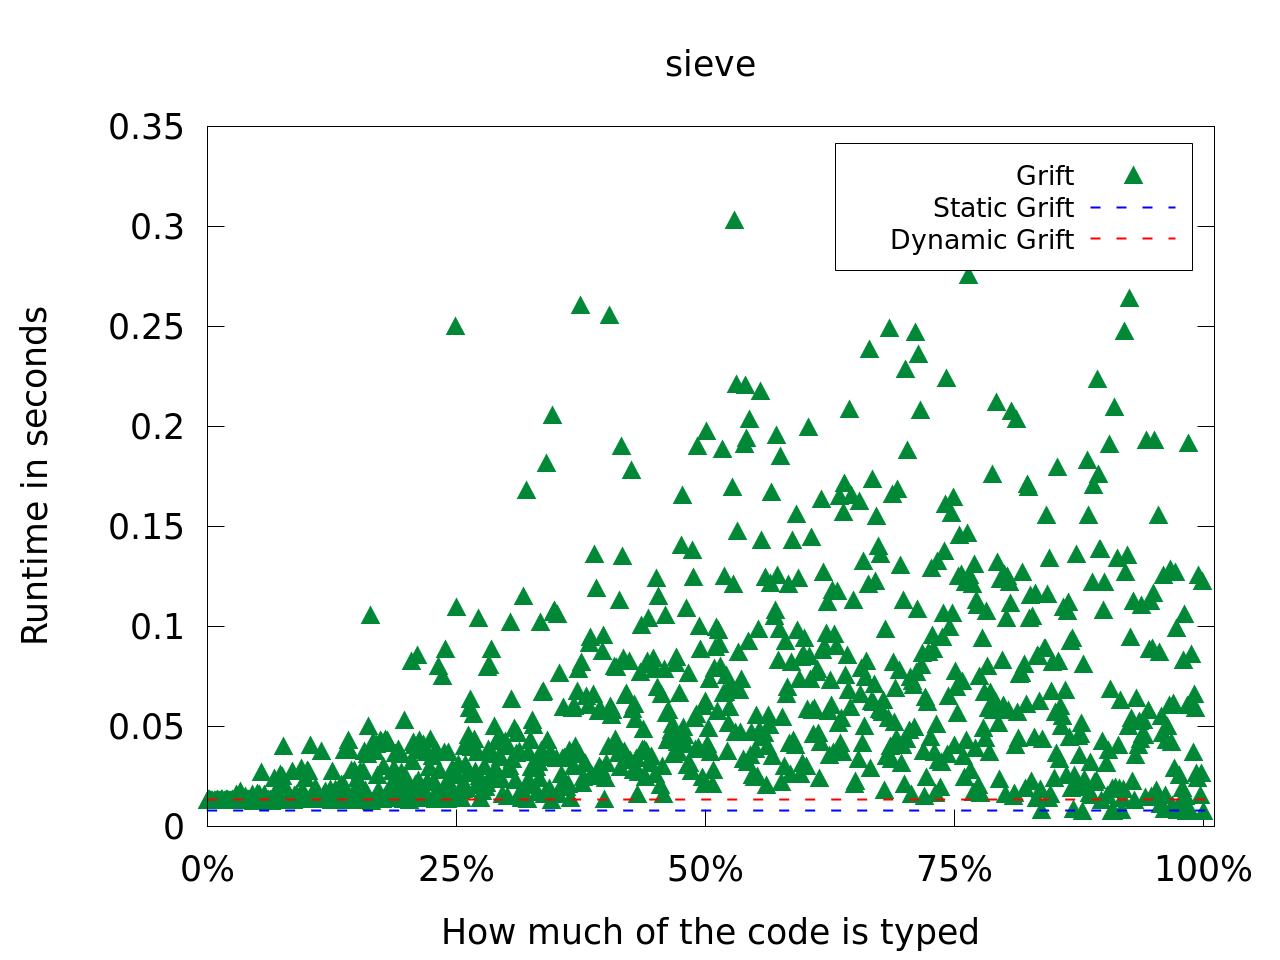 sieve
0.35
0.3
0.25
0.2
0.15
0.1
0.05
0
Runtime in seconds
Grift
Static Grift
Dynamic Grift
0% 25% 50% 75% 100%
How much of the code is typed